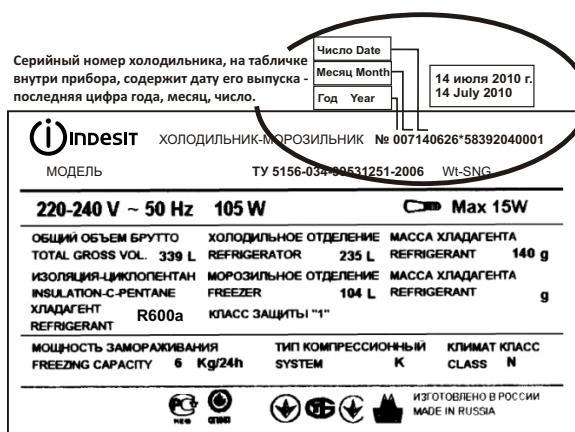 Серийный номер холодильника, на табличке
внутри прибора, содержит дату его выпуска -
последняя цифра года, месяц, число.
Число Date
Месяц Month
Год Year
14 июля 2010 г.
14 July 2010
indesit ХОЛОДИЛЬНИК-МОРОЗИЛЬНИК № 007140626*58392040001
МОДЕЛЬ ТУ 5156-034-39531251-2006 Wt-SNG
220-240 V ~ 50 Hz 105 W Max 15W
ОБЩИЙ ОБЪЕМ БРУТТО ХОЛОДИЛЬНОЕ ОТДЕЛЕНИЕ МАССА ХЛАДАГЕНТА
TOTAL GROSS VOL. 339 L REFRIGERATOR 235 L REFRIGERANT 140 g
ИЗОЛЯЦИЯ-ЦИКЛОПЕНТАН МОРОЗИЛЬНОЕ ОТДЕЛЕНИЕ МАССА ХЛАДАГЕНТА
INSULATION-C-PENTANE FREEZER 104 L REFRIGERANT g
ХЛАДАГЕНТ R600a КЛАСС ЗАЩИТЫ "1"
REFRIGERANT
МОЩНОСТЬ ЗАМОРАЖИВАНИЯ ТИП КОМПРЕССИОННЫЙ КЛИМАТ КЛАСС
FREEZING CAPACITY 6 Kg/24h SYSTEM K CLASS N
ИЗГОТОВЛЕНО В РОССИИ
MADE IN RUSSIA